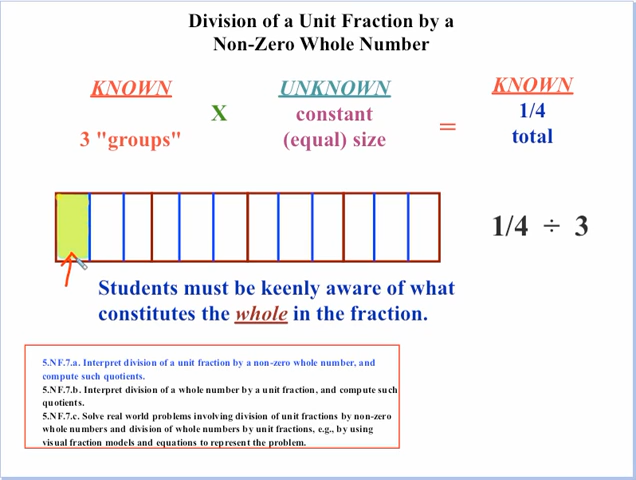 Division of a Unit Fraction by a
Non-Zero Whole Number
KNOWN
3 "groups"
X
UNKNOWN
constant
(equal) size
=
KNOWN
1/4
total
1/4 ÷ 3
Students must be keenly aware of what
constitutes the whole in the fraction.
5.NF.7.a. Interpret division of a unit fraction by a non-zero whole number, and
compute such quotients.
5.NF.7.b. Interpret division of a whole number by a unit fraction, and compute such
quotients.
5.NF.7.c. Solve real world problems involving division of unit fractions by non-zero
whole numbers and division of whole numbers by unit fractions, e.g., by using
visual fraction models and equations to represent the problem.